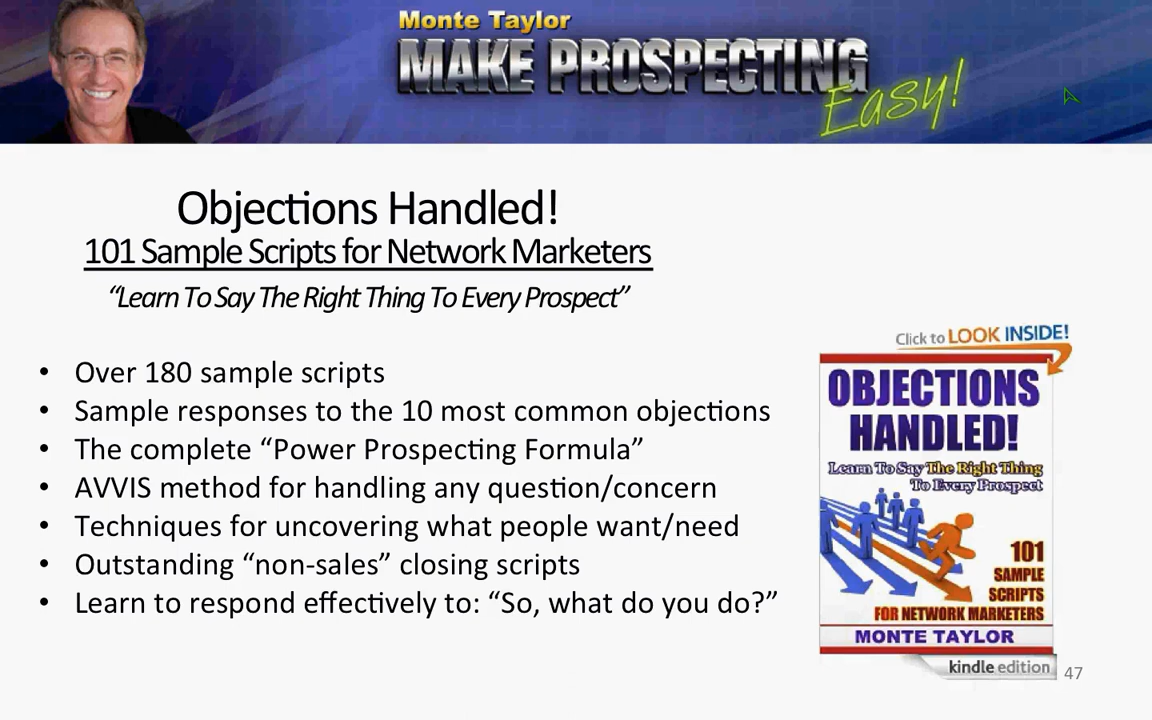 Monte Taylor
MAKE PROSPECTING
Easy!
Objections Handled!
101 Sample Scripts for Network Marketers
“Learn To Say The Right Thing To Every Prospect”
• Over 180 sample scripts
• Sample responses to the 10 most common objections
• The complete “Power Prospecting Formula”
• AVVIS method for handling any question/concern
• Techniques for uncovering what people want/need
• Outstanding “non-sales” closing scripts
• Learn to respond effectively to: “So, what do you do?”
Click to LOOK INSIDE!
OBJECTIONS
HANDLED!
Learn To Say The Right Thing
To Every Prospect
101
SAMPLE
SCRIPTS
FOR NETWORK MARKETERS
MONTE TAYLOR
kindle edition
47